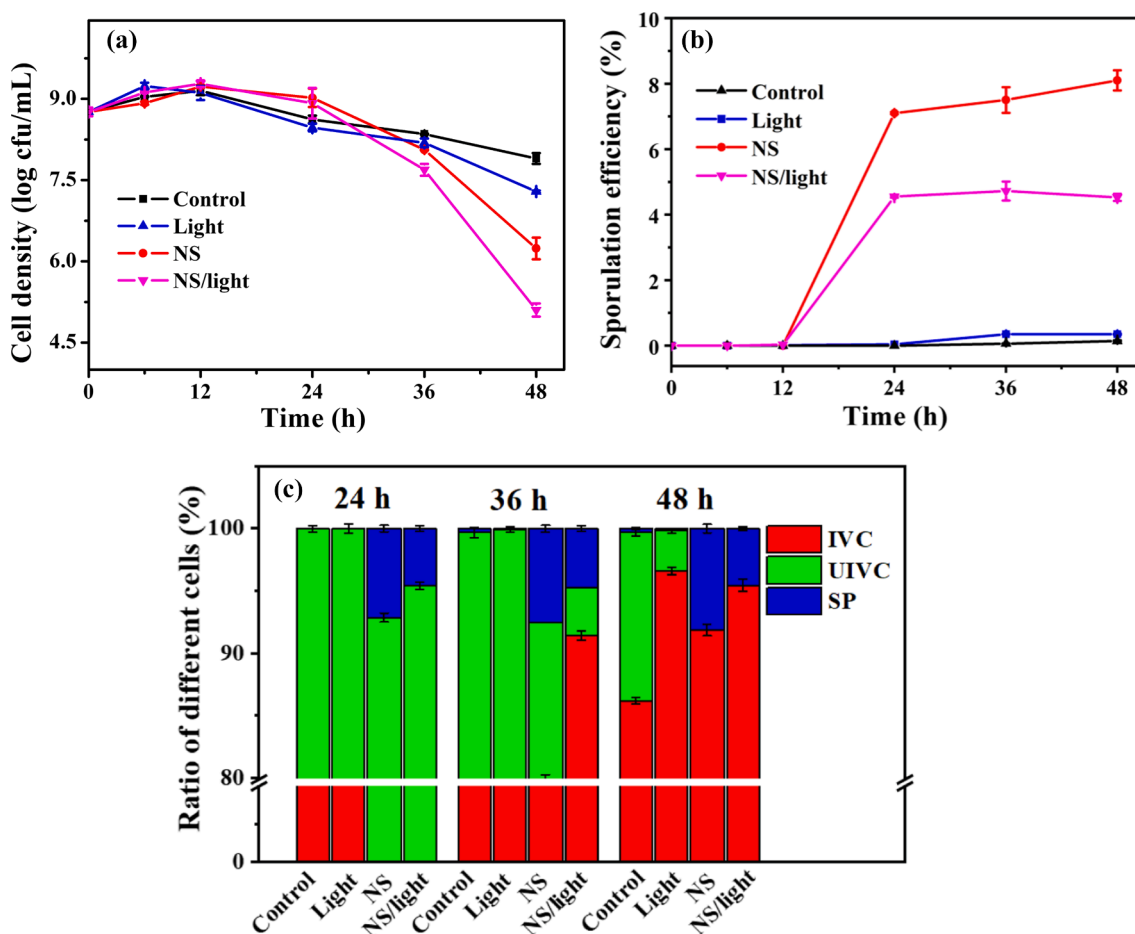 (a)
Cell density (log cfu/mL)
9.0
7.5
6.0
4.5
Control
Light
NS
NS/light
0 12 24 36 48
Time (h)
(b)
Sporulation efficiency (%)
10
8
6
4
2
0
Control
Light
NS
NS/light
0 12 24 36 48
Time (h)
(c)
Ratio of different cells (%)
24 h 36 h 48 h
100
90
80
0
IVC
UIVC
SP
Control Light NS NS/light Control Light NS NS/light Control Light NS NS/light